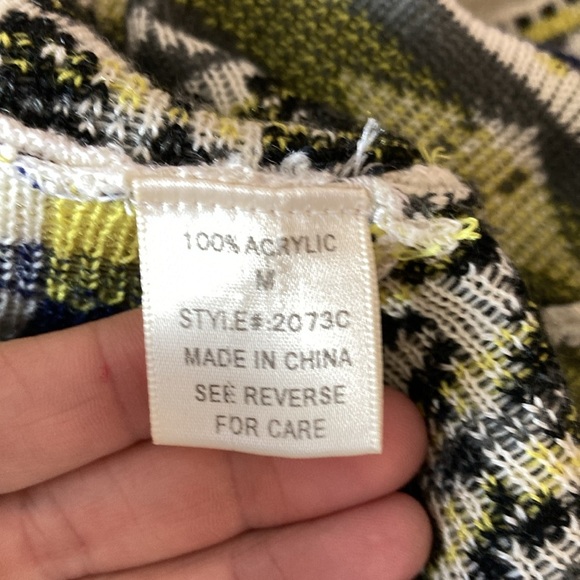 100% ACRYLIC
M
STYLE#:2073C
MADE IN CHINA
SEE REVERSE
FOR CARE